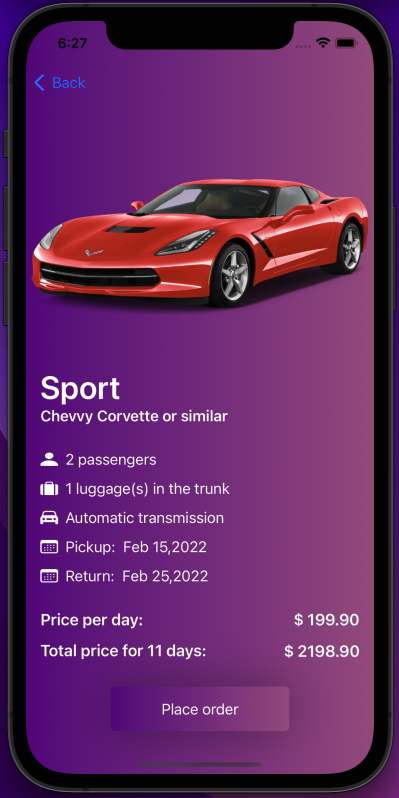 6:27
Back
Sport
Chevvy Corvette or similar
2 passengers
1 luggage(s) in the trunk
Automatic transmission
Pickup: Feb 15,2022
Return: Feb 25,2022
Price per day: $ 199.90
Total price for 11 days: $ 2198.90
Place order